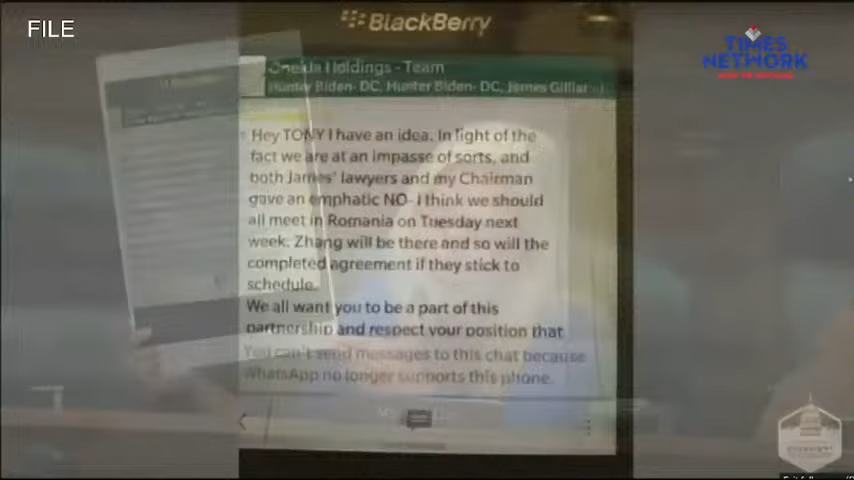 FILE
BlackBerry
TIMES
NETWORK
Oneida Holdings - Team
Hunter Biden- DC, Hunter Biden- DC, James Gilliar
Hey TONY I have an idea. In light of the
fact we are at an impasse of sorts, and
both James' lawyers and my Chairman
gave an emphatic NO- I think we should
all meet in Romania on Tuesday next
week. Zhang will be there and so will the
completed agreement if they stick to
schedule.
We all want you to be a part of this
partnership and respect your position that
You can't send messages to this chat because
WhatsApp no longer supports this phone.